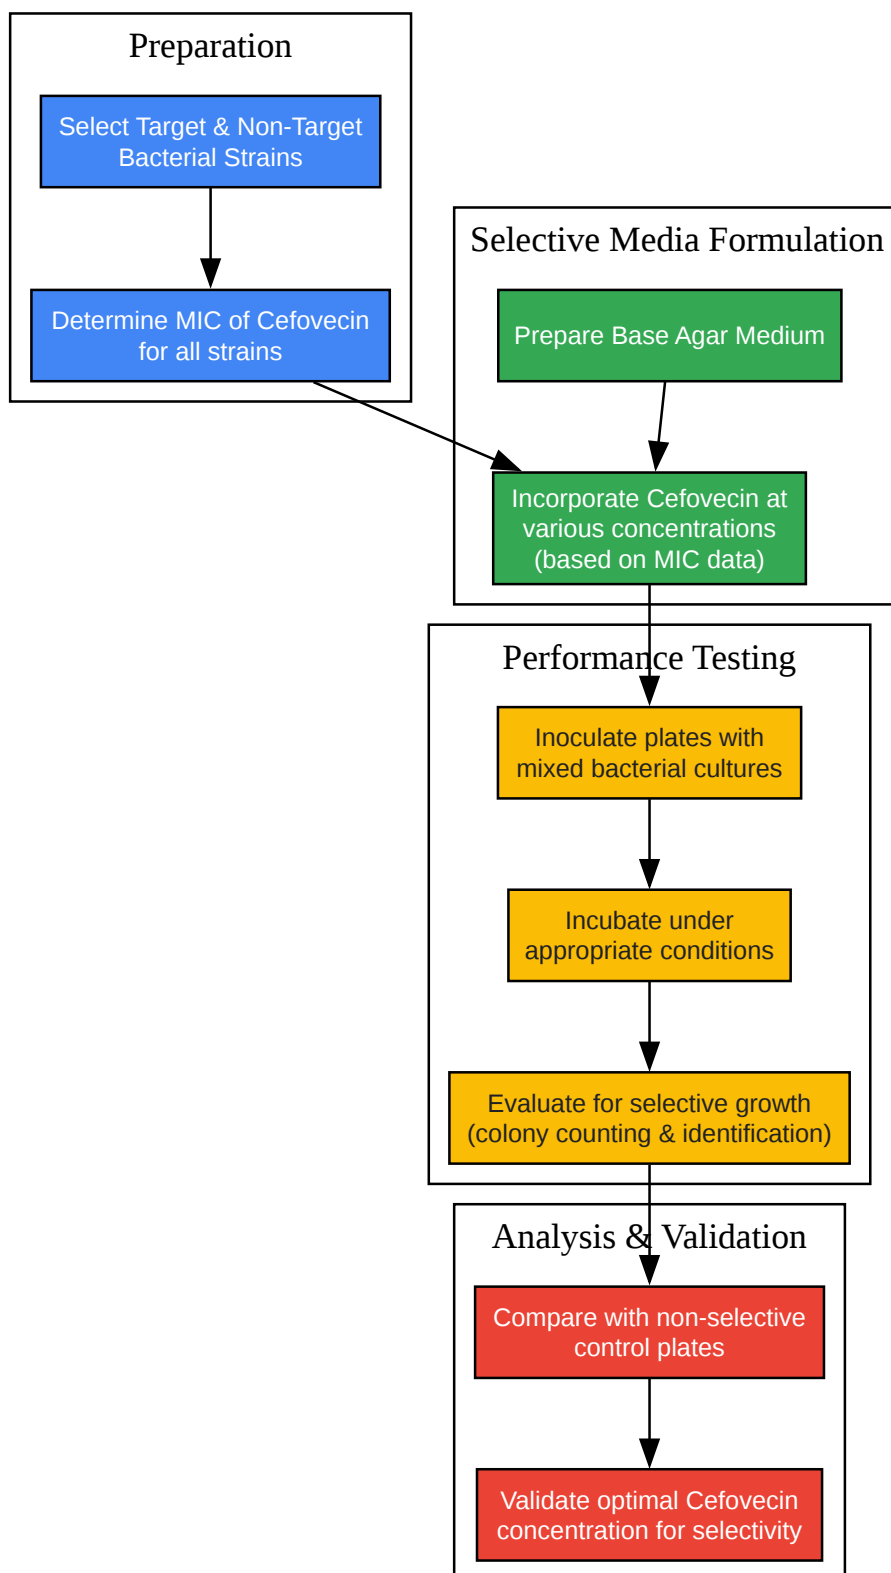 Preparation
Select Target & Non-Target
Bacterial Strains
Determine MIC of Cefovecin
for all strains
Selective Media Formulation
Prepare Base Agar Medium
Incorporate Cefovecin at
various concentrations
(based on MIC data)
Performance Testing
Inoculate plates with
mixed bacterial cultures
Incubate under
appropriate conditions
Evaluate for selective growth
(colony counting & identification)
Analysis & Validation
Compare with non-selective
control plates
Validate optimal Cefovecin
concentration for selectivity